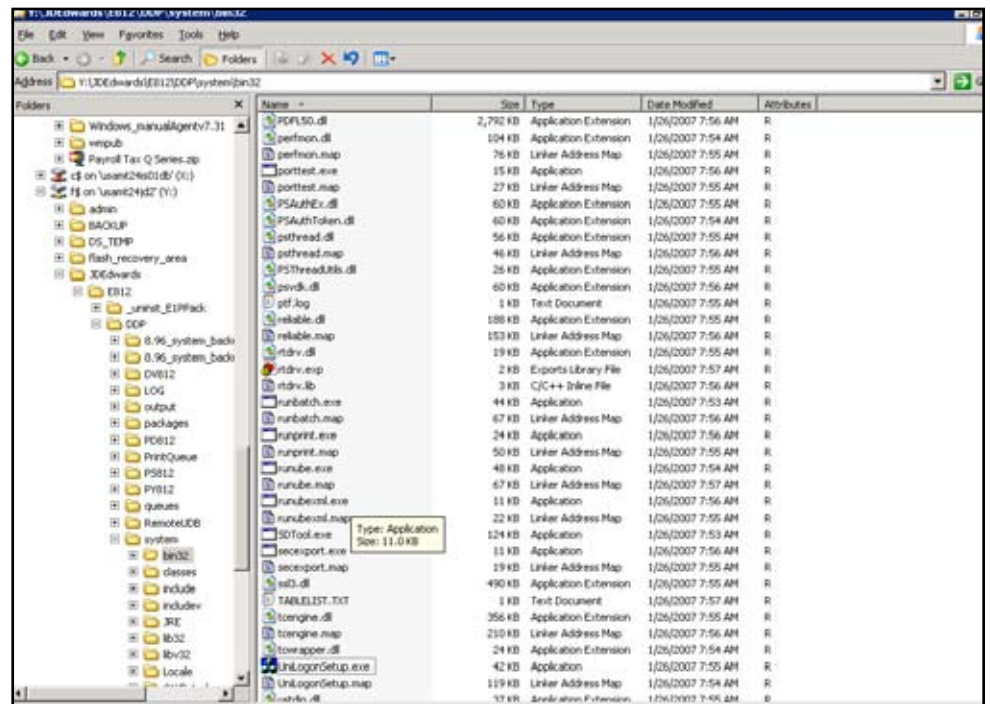 Y:\JDEdwards\E812\DDP\system\bin32
File Edit View Favorites Tools Help
Back Search Folders
Address Y:\JDEdwards\E812\DDP\system\bin32
Folders
Windows_manualAgentv7.31
vmpub
Payroll Tax Q Series.zip
c$ on 'usamt24is01db' (X:)
f$ on 'usamt24jd2' (Y:)
admin
BACKUP
DS_TEMP
flash_recovery_area
JDEdwards
E812
_uninst_E1PPack
DDP
8.96_system_back
8.96_system_back
DV812
LOG
output
packages
PD812
PrintQueue
PS812
PY812
queues
RemoteUDB
system
bin32
classes
include
includev
JRE
lib32
libv32
Locale
Name Size Type Date Modified Attributes
PDFL50.dll 2,792 KB Application Extension 1/26/2007 7:56 AM R
perfmon.dll 104 KB Application Extension 1/26/2007 7:54 AM R
perfmon.map 76 KB Linker Address Map 1/26/2007 7:55 AM R
porttest.exe 15 KB Application 1/26/2007 7:55 AM R
porttest.map 27 KB Linker Address Map 1/26/2007 7:55 AM R
PSAuthEx.dll 60 KB Application Extension 1/26/2007 7:55 AM R
PSAuthToken.dll 60 KB Application Extension 1/26/2007 7:54 AM R
psthread.dll 56 KB Application Extension 1/26/2007 7:55 AM R
psthread.map 46 KB Linker Address Map 1/26/2007 7:56 AM R
PSThreadUtils.dll 26 KB Application Extension 1/26/2007 7:55 AM R
psvdk.dll 60 KB Application Extension 1/26/2007 7:56 AM R
ptf.log 1 KB Text Document 1/26/2007 7:55 AM R
reliable.dll 188 KB Application Extension 1/26/2007 7:55 AM R
reliable.map 153 KB Linker Address Map 1/26/2007 7:56 AM R
rtdrv.dll 19 KB Application Extension 1/26/2007 7:55 AM R
rtdrv.exp 2 KB Exports Library File 1/26/2007 7:57 AM R
rtdrv.lib 3 KB C/C++ Inline File 1/26/2007 7:56 AM R
runbatch.exe 44 KB Application 1/26/2007 7:53 AM R
runbatch.map 67 KB Linker Address Map 1/26/2007 7:56 AM R
runprint.exe 24 KB Application 1/26/2007 7:56 AM R
runprint.map 50 KB Linker Address Map 1/26/2007 7:55 AM R
runube.exe 48 KB Application 1/26/2007 7:54 AM R
runube.map 67 KB Linker Address Map 1/26/2007 7:57 AM R
runubexml.exe 11 KB Application 1/26/2007 7:56 AM R
runubexml.map 22 KB Linker Address Map 1/26/2007 7:55 AM R
SDTool.exe 124 KB Application 1/26/2007 7:53 AM R
secexport.exe 11 KB Application 1/26/2007 7:56 AM R
secexport.map 19 KB Linker Address Map 1/26/2007 7:55 AM R
ssl3.dll 490 KB Application Extension 1/26/2007 7:55 AM R
TABLELIST.TXT 1 KB Text Document 1/26/2007 7:57 AM R
tcengine.dll 356 KB Application Extension 1/26/2007 7:55 AM R
tcengine.map 210 KB Linker Address Map 1/26/2007 7:56 AM R
towrapper.dll 24 KB Application Extension 1/26/2007 7:54 AM R
UniLogonSetup.exe 42 KB Application 1/26/2007 7:55 AM R
UniLogonSetup.map 119 KB Linker Address Map 1/26/2007 7:54 AM R
ustdio.dll 37 KB Application Extension 1/26/2007 7:55 AM R
Type: Application
Size: 11.0 KB